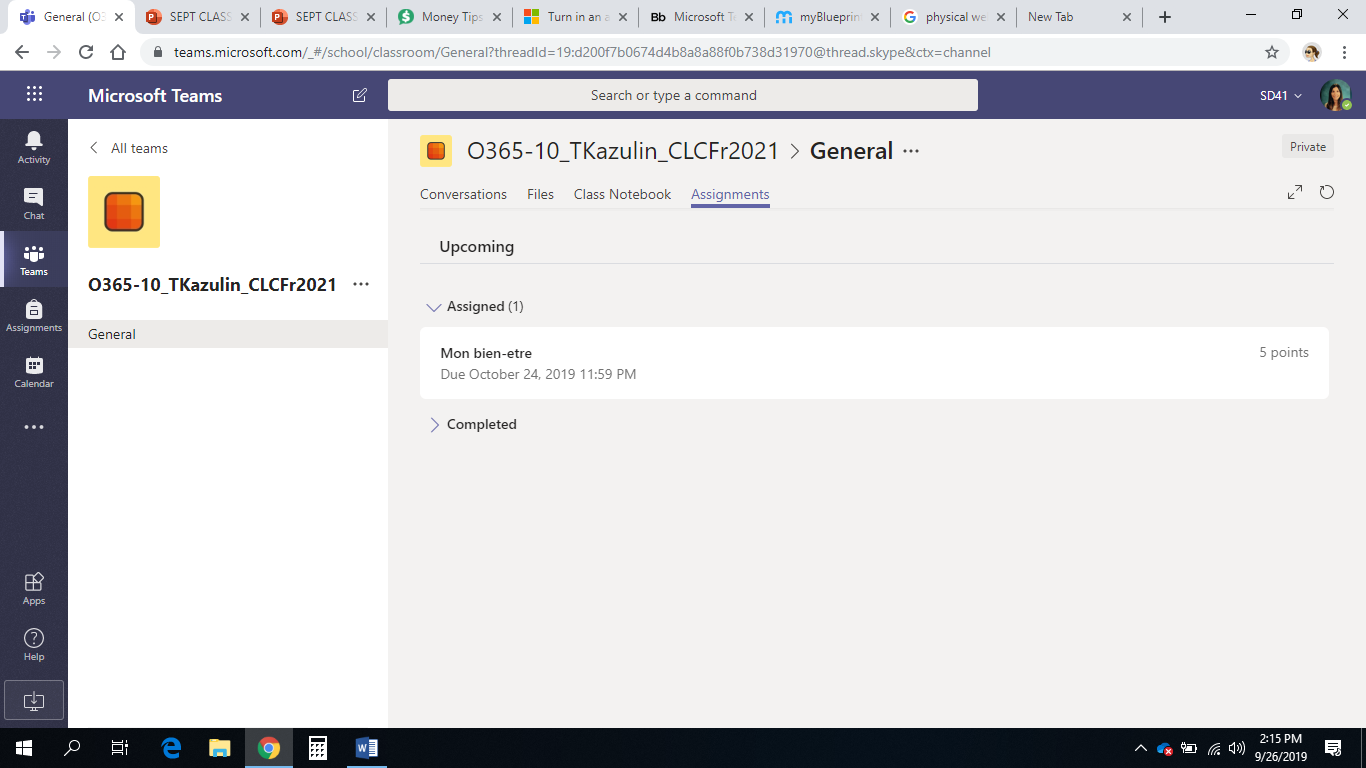 General (O3
SEPT CLASS
SEPT CLASS
Money Tips
Turn in an a
Bb Microsoft T
myBlueprin
physical we
New Tab
teams.microsoft.com/_#/school/classroom/General?threadId=19:d200f7b0674d4b8a8a88f0b738d31970@thread.skype&ctx=channel
Microsoft Teams
Search or type a command
SD41
Activity
Chat
Teams
Assignments
Calendar
Apps
Help
All teams
O365-10_TKazulin_CLCFr2021 ...
General
O365-10_TKazulin_CLCFr2021 > General ...
Private
Conversations Files Class Notebook Assignments
Upcoming
Assigned (1)
Mon bien-etre 5 points
Due October 24, 2019 11:59 PM
Completed
2:15 PM
9/26/2019